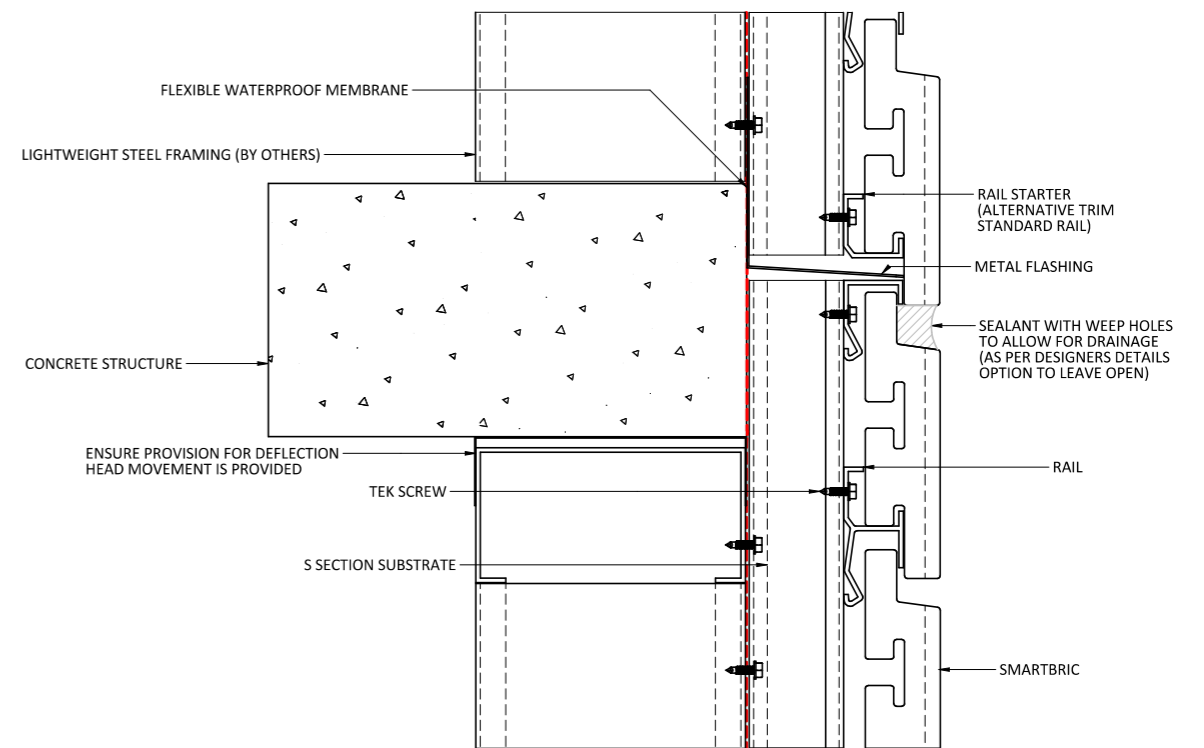 FLEXIBLE WATERPROOF MEMBRANE
LIGHTWEIGHT STEEL FRAMING (BY OTHERS)
CONCRETE STRUCTURE
ENSURE PROVISION FOR DEFLECTION
HEAD MOVEMENT IS PROVIDED
TEK SCREW
S SECTION SUBSTRATE
RAIL STARTER
(ALTERNATIVE TRIM
STANDARD RAIL)
METAL FLASHING
SEALANT WITH WEEP HOLES
TO ALLOW FOR DRAINAGE
(AS PER DESIGNERS DETAILS
OPTION TO LEAVE OPEN)
RAIL
SMARTBRIC